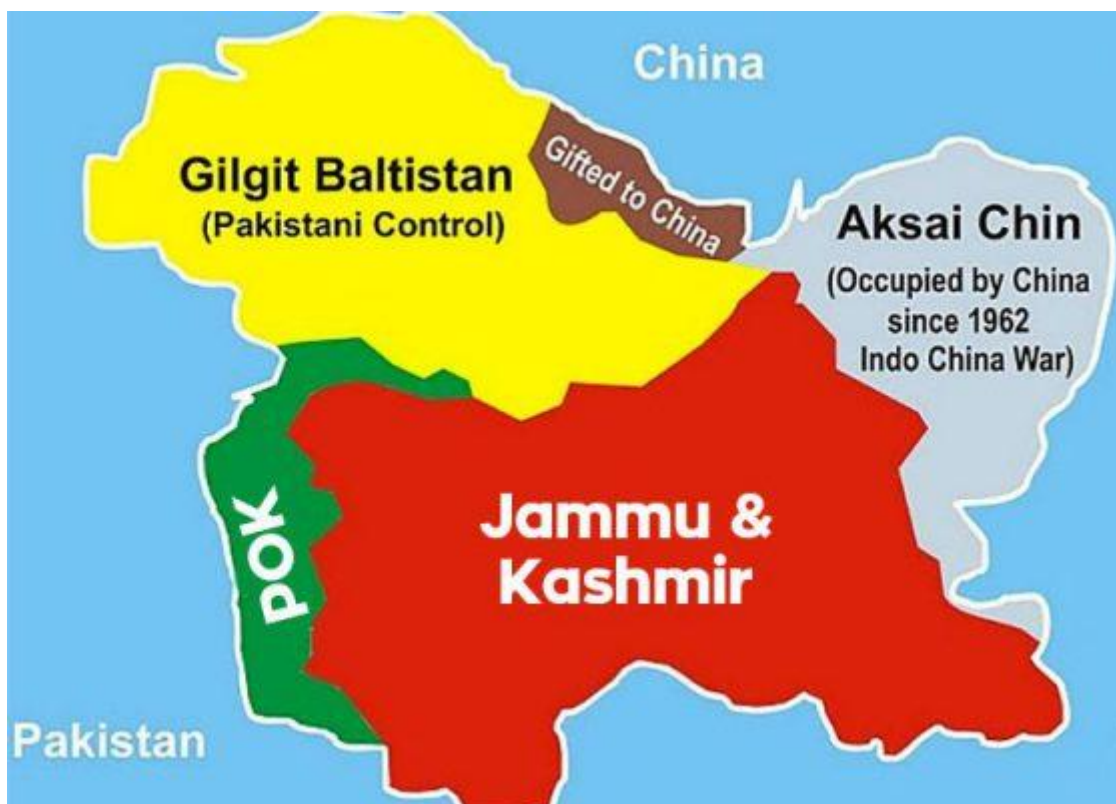 China
Gilgit Baltistan
(Pakistani Control)
Gifted to China
Aksai Chin
(Occupied by China
since 1962
Indo China War)
POK
Jammu &
Kashmir
Pakistan